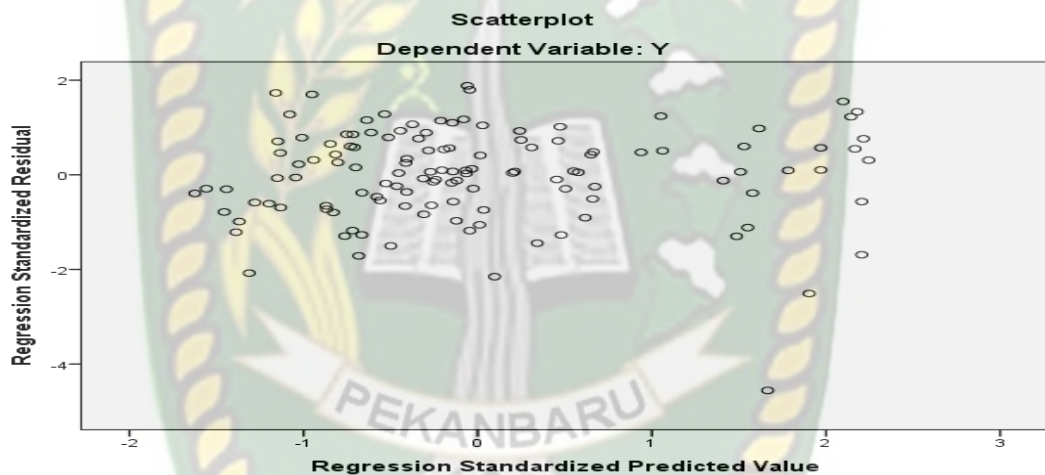 Scatterplot
Dependent Variable: Y
Regression Standardized Residual
2
0
-2
-4
-2
-1
0
1
2
3
Regression Standardized Predicted Value
PEKANBARU